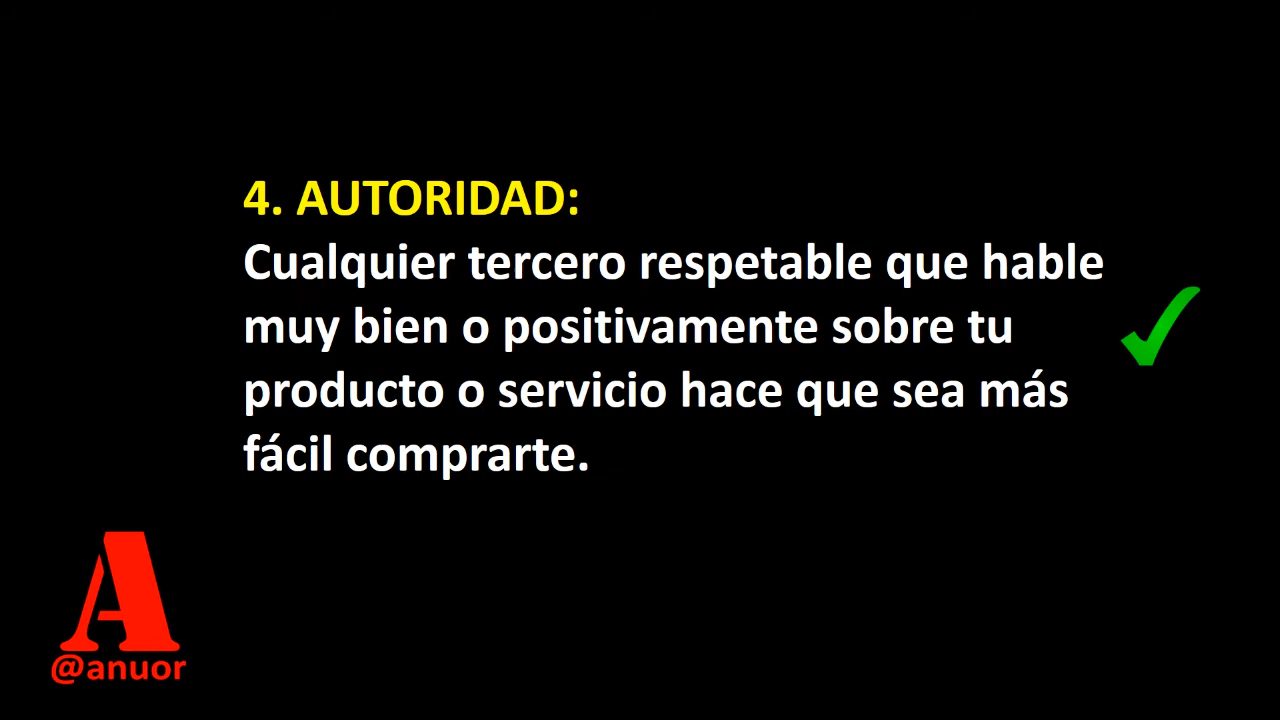 4. AUTORIDAD:
Cualquier tercero respetable que hable
muy bien o positivamente sobre tu
producto o servicio hace que sea más
fácil comprarte.
A
@anuor